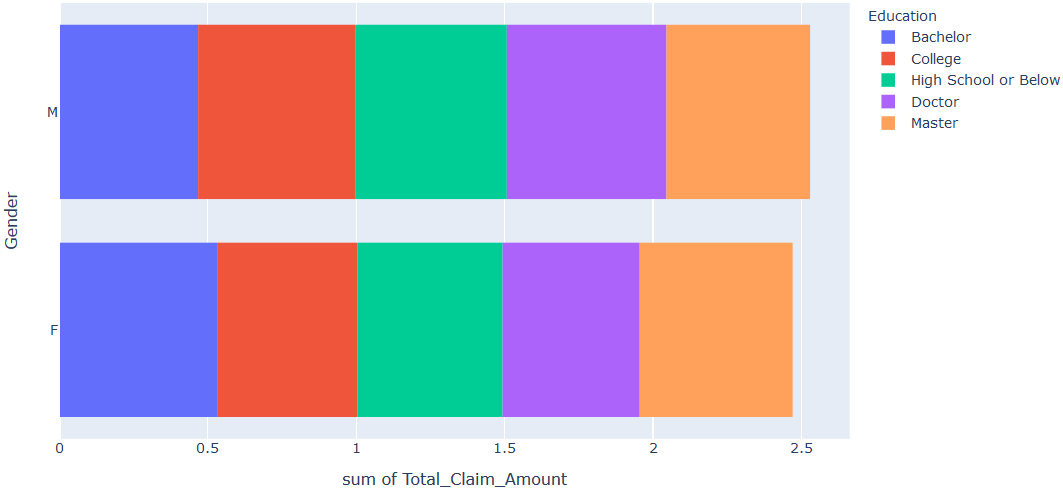 Education
Bachelor
College
High School or Below
Doctor
Master
M
Gender
F
0 0.5 1 1.5 2 2.5
sum of Total_Claim_Amount